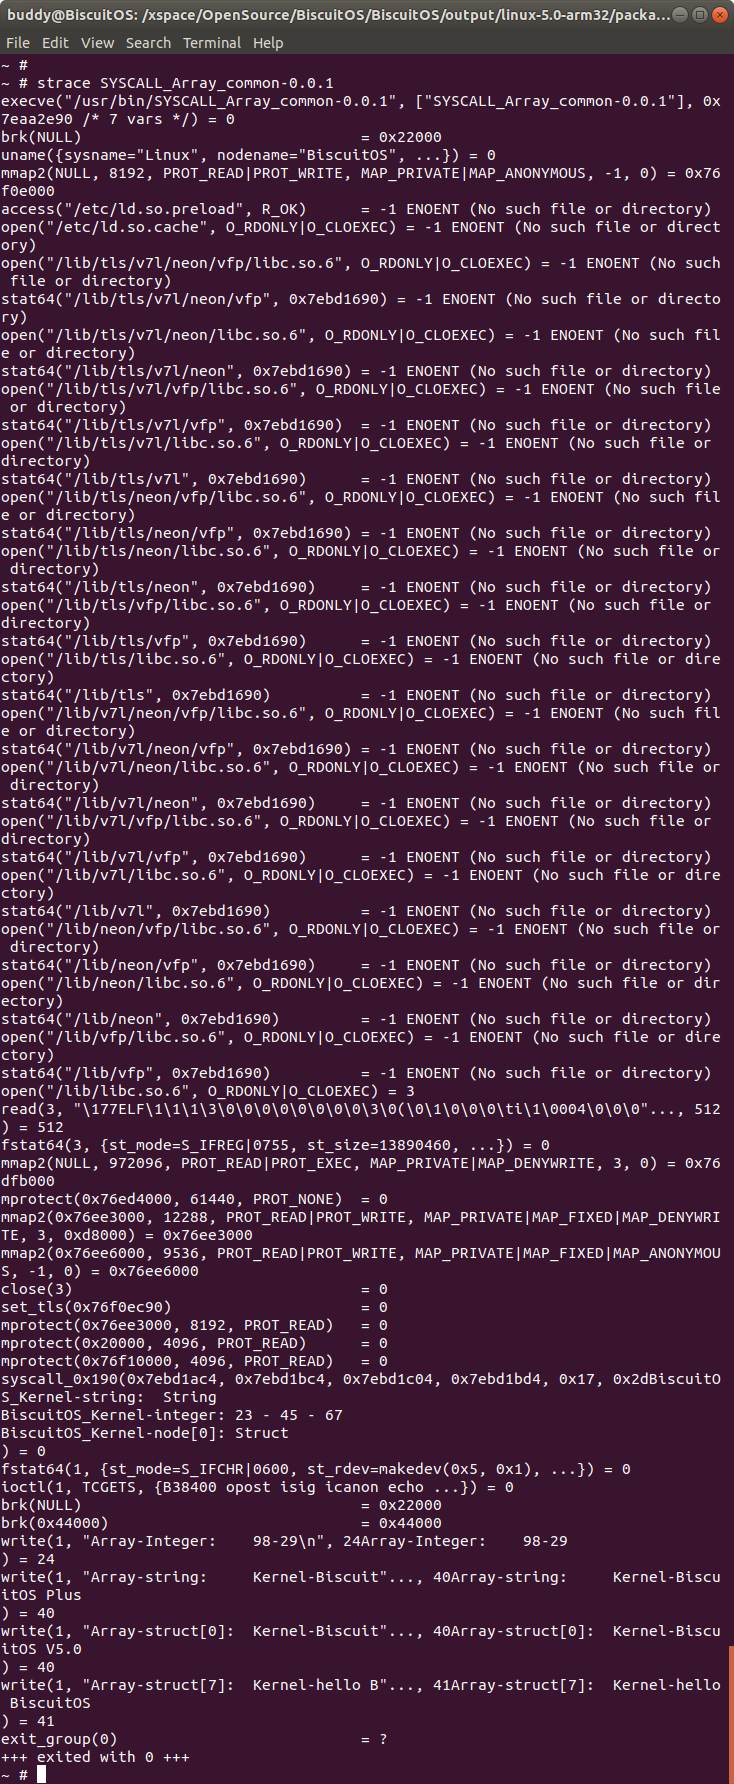 buddy@BiscuitOS: /xspace/OpenSource/BiscuitOS/BiscuitOS/output/linux-5.0-arm32/packa...
File Edit View Search Terminal Help
~ #
~ # strace SYSCALL_Array_common-0.0.1
execve("/usr/bin/SYSCALL_Array_common-0.0.1", ["SYSCALL_Array_common-0.0.1"], 0x
7eaa2e90 /* 7 vars */) = 0
brk(NULL)                               = 0x22000
uname({sysname="Linux", nodename="BiscuitOS", ...}) = 0
mmap2(NULL, 8192, PROT_READ|PROT_WRITE, MAP_PRIVATE|MAP_ANONYMOUS, -1, 0) = 0x76
f0e000
access("/etc/ld.so.preload", R_OK)      = -1 ENOENT (No such file or directory)
open("/etc/ld.so.cache", O_RDONLY|O_CLOEXEC) = -1 ENOENT (No such file or direct
ory)
open("/lib/tls/v7l/neon/vfp/libc.so.6", O_RDONLY|O_CLOEXEC) = -1 ENOENT (No such
 file or directory)
stat64("/lib/tls/v7l/neon/vfp", 0x7ebd1690) = -1 ENOENT (No such file or directo
ry)
open("/lib/tls/v7l/neon/libc.so.6", O_RDONLY|O_CLOEXEC) = -1 ENOENT (No such fil
e or directory)
stat64("/lib/tls/v7l/neon", 0x7ebd1690) = -1 ENOENT (No such file or directory)
open("/lib/tls/v7l/vfp/libc.so.6", O_RDONLY|O_CLOEXEC) = -1 ENOENT (No such file
 or directory)
stat64("/lib/tls/v7l/vfp", 0x7ebd1690)  = -1 ENOENT (No such file or directory)
open("/lib/tls/v7l/libc.so.6", O_RDONLY|O_CLOEXEC) = -1 ENOENT (No such file or
directory)
stat64("/lib/tls/v7l", 0x7ebd1690)      = -1 ENOENT (No such file or directory)
open("/lib/tls/neon/vfp/libc.so.6", O_RDONLY|O_CLOEXEC) = -1 ENOENT (No such fil
e or directory)
stat64("/lib/tls/neon/vfp", 0x7ebd1690) = -1 ENOENT (No such file or directory)
open("/lib/tls/neon/libc.so.6", O_RDONLY|O_CLOEXEC) = -1 ENOENT (No such file or
 directory)
stat64("/lib/tls/neon", 0x7ebd1690)     = -1 ENOENT (No such file or directory)
open("/lib/tls/vfp/libc.so.6", O_RDONLY|O_CLOEXEC) = -1 ENOENT (No such file or
directory)
stat64("/lib/tls/vfp", 0x7ebd1690)      = -1 ENOENT (No such file or directory)
open("/lib/tls/libc.so.6", O_RDONLY|O_CLOEXEC) = -1 ENOENT (No such file or dire
ctory)
stat64("/lib/tls", 0x7ebd1690)          = -1 ENOENT (No such file or directory)
open("/lib/v7l/neon/vfp/libc.so.6", O_RDONLY|O_CLOEXEC) = -1 ENOENT (No such fil
e or directory)
stat64("/lib/v7l/neon/vfp", 0x7ebd1690) = -1 ENOENT (No such file or directory)
open("/lib/v7l/neon/libc.so.6", O_RDONLY|O_CLOEXEC) = -1 ENOENT (No such file or
 directory)
stat64("/lib/v7l/neon", 0x7ebd1690)     = -1 ENOENT (No such file or directory)
open("/lib/v7l/vfp/libc.so.6", O_RDONLY|O_CLOEXEC) = -1 ENOENT (No such file or
directory)
stat64("/lib/v7l/vfp", 0x7ebd1690)      = -1 ENOENT (No such file or directory)
open("/lib/v7l/libc.so.6", O_RDONLY|O_CLOEXEC) = -1 ENOENT (No such file or dire
ctory)
stat64("/lib/v7l", 0x7ebd1690)          = -1 ENOENT (No such file or directory)
open("/lib/neon/vfp/libc.so.6", O_RDONLY|O_CLOEXEC) = -1 ENOENT (No such file or
 directory)
stat64("/lib/neon/vfp", 0x7ebd1690)     = -1 ENOENT (No such file or directory)
open("/lib/neon/libc.so.6", O_RDONLY|O_CLOEXEC) = -1 ENOENT (No such file or dir
ectory)
stat64("/lib/neon", 0x7ebd1690)         = -1 ENOENT (No such file or directory)
open("/lib/vfp/libc.so.6", O_RDONLY|O_CLOEXEC) = -1 ENOENT (No such file or dire
ctory)
stat64("/lib/vfp", 0x7ebd1690)          = -1 ENOENT (No such file or directory)
open("/lib/libc.so.6", O_RDONLY|O_CLOEXEC) = 3
read(3, "\177ELF\1\1\1\3\0\0\0\0\0\0\0\0\3\0(\0\1\0\0\0\ti\1\0004\0\0\0"..., 512
) = 512
fstat64(3, {st_mode=S_IFREG|0755, st_size=13890460, ...}) = 0
mmap2(NULL, 972096, PROT_READ|PROT_EXEC, MAP_PRIVATE|MAP_DENYWRITE, 3, 0) = 0x76
dfb000
mprotect(0x76ed4000, 61440, PROT_NONE)  = 0
mmap2(0x76ee3000, 12288, PROT_READ|PROT_WRITE, MAP_PRIVATE|MAP_FIXED|MAP_DENYWRI
TE, 3, 0xd8000) = 0x76ee3000
mmap2(0x76ee6000, 9536, PROT_READ|PROT_WRITE, MAP_PRIVATE|MAP_FIXED|MAP_ANONYMOU
S, -1, 0) = 0x76ee6000
close(3)                                = 0
set_tls(0x76f0ec90)                     = 0
mprotect(0x76ee3000, 8192, PROT_READ)   = 0
mprotect(0x20000, 4096, PROT_READ)      = 0
mprotect(0x76f10000, 4096, PROT_READ)   = 0
syscall_0x190(0x7ebd1ac4, 0x7ebd1bc4, 0x7ebd1c04, 0x7ebd1bd4, 0x17, 0x2dBiscuitO
S_Kernel-string:  String
BiscuitOS_Kernel-integer: 23 - 45 - 67
BiscuitOS_Kernel-node[0]: Struct
) = 0
fstat64(1, {st_mode=S_IFCHR|0600, st_rdev=makedev(0x5, 0x1), ...}) = 0
ioctl(1, TCGETS, {B38400 opost isig icanon echo ...}) = 0
brk(NULL)                               = 0x22000
brk(0x44000)                            = 0x44000
write(1, "Array-Integer:    98-29\n", 24Array-Integer:    98-29
) = 24
write(1, "Array-string:     Kernel-Biscuit"..., 40Array-string:     Kernel-Biscu
itOS Plus
) = 40
write(1, "Array-struct[0]:  Kernel-Biscuit"..., 40Array-struct[0]:  Kernel-Biscu
itOS V5.0
) = 40
write(1, "Array-struct[7]:  Kernel-hello B"..., 41Array-struct[7]:  Kernel-hello
 BiscuitOS
) = 41
exit_group(0)                           = ?
+++ exited with 0 +++
~ #